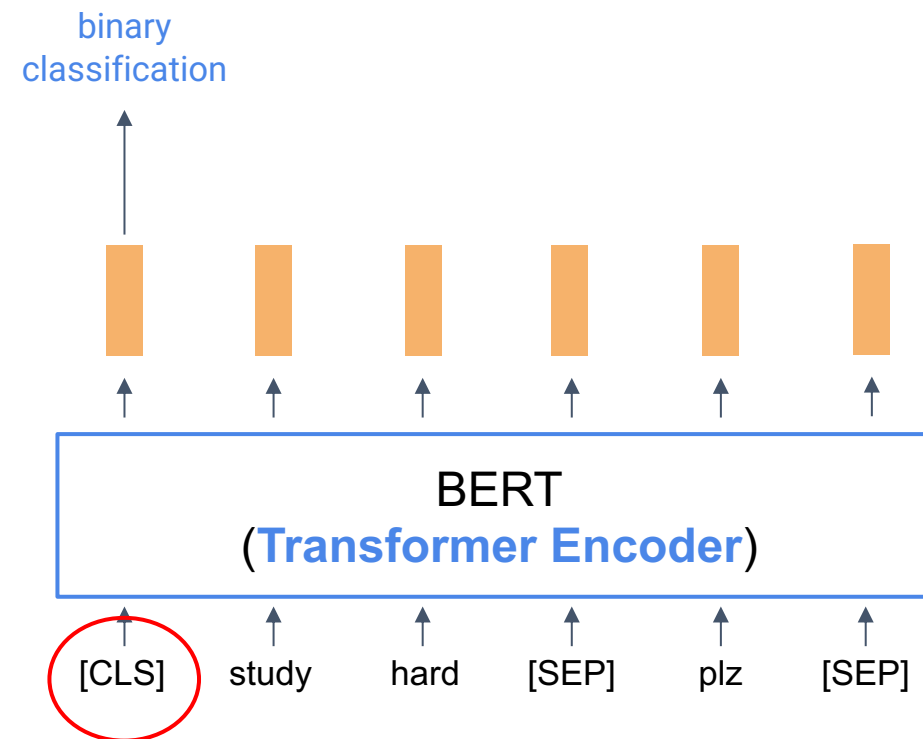 binary
classification
BERT
(Transformer Encoder)
[CLS] study hard [SEP] plz [SEP]